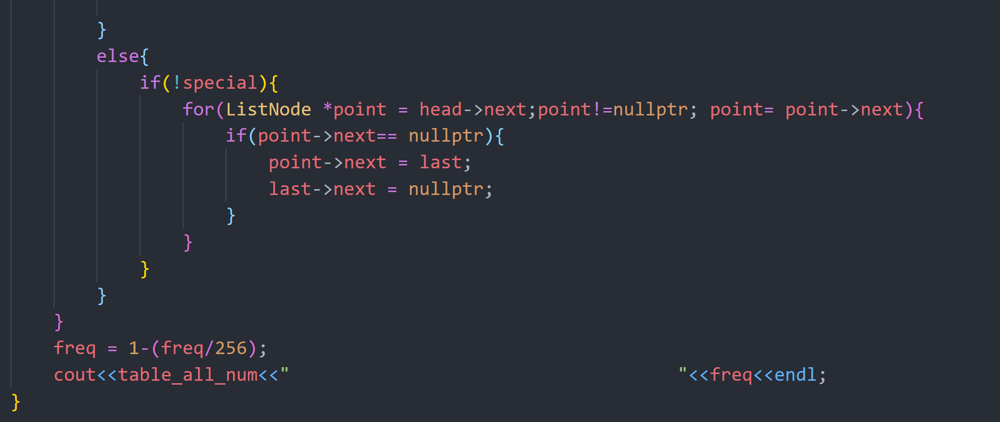 }
else{
if(!special){
for(ListNode *point = head->next;point!=nullptr; point= point->next){
if(point->next== nullptr){
point->next = last;
last->next = nullptr;
}
}
}
}
}
freq = 1-(freq/256);
cout<<table_all_num<<"                                    "<<freq<<endl;
}